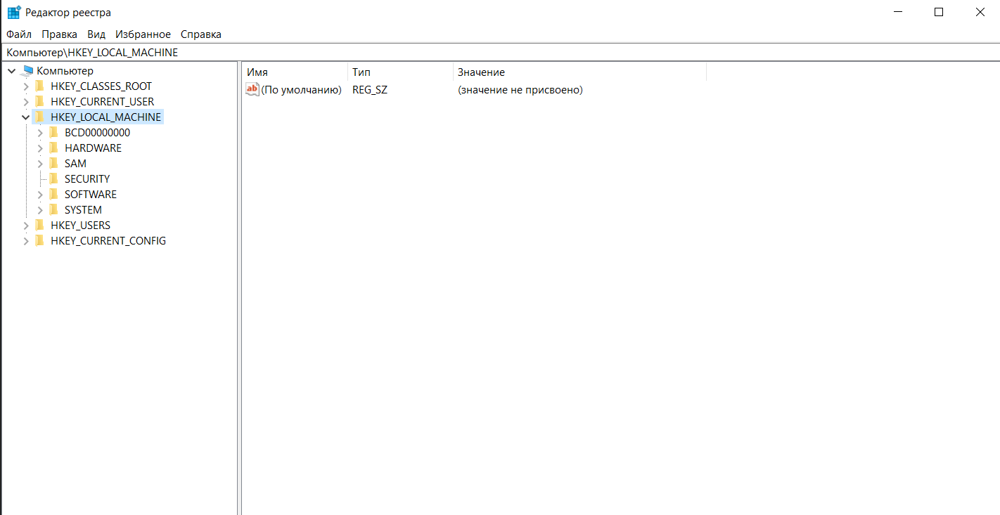 Редактор реестра
Файл Правка Вид Избранное Справка
Компьютер\HKEY_LOCAL_MACHINE
Компьютер
HKEY_CLASSES_ROOT
HKEY_CURRENT_USER
HKEY_LOCAL_MACHINE
BCD00000000
HARDWARE
SAM
SECURITY
SOFTWARE
SYSTEM
HKEY_USERS
HKEY_CURRENT_CONFIG
Имя Тип Значение
ab (По умолчанию) REG_SZ (значение не присвоено)